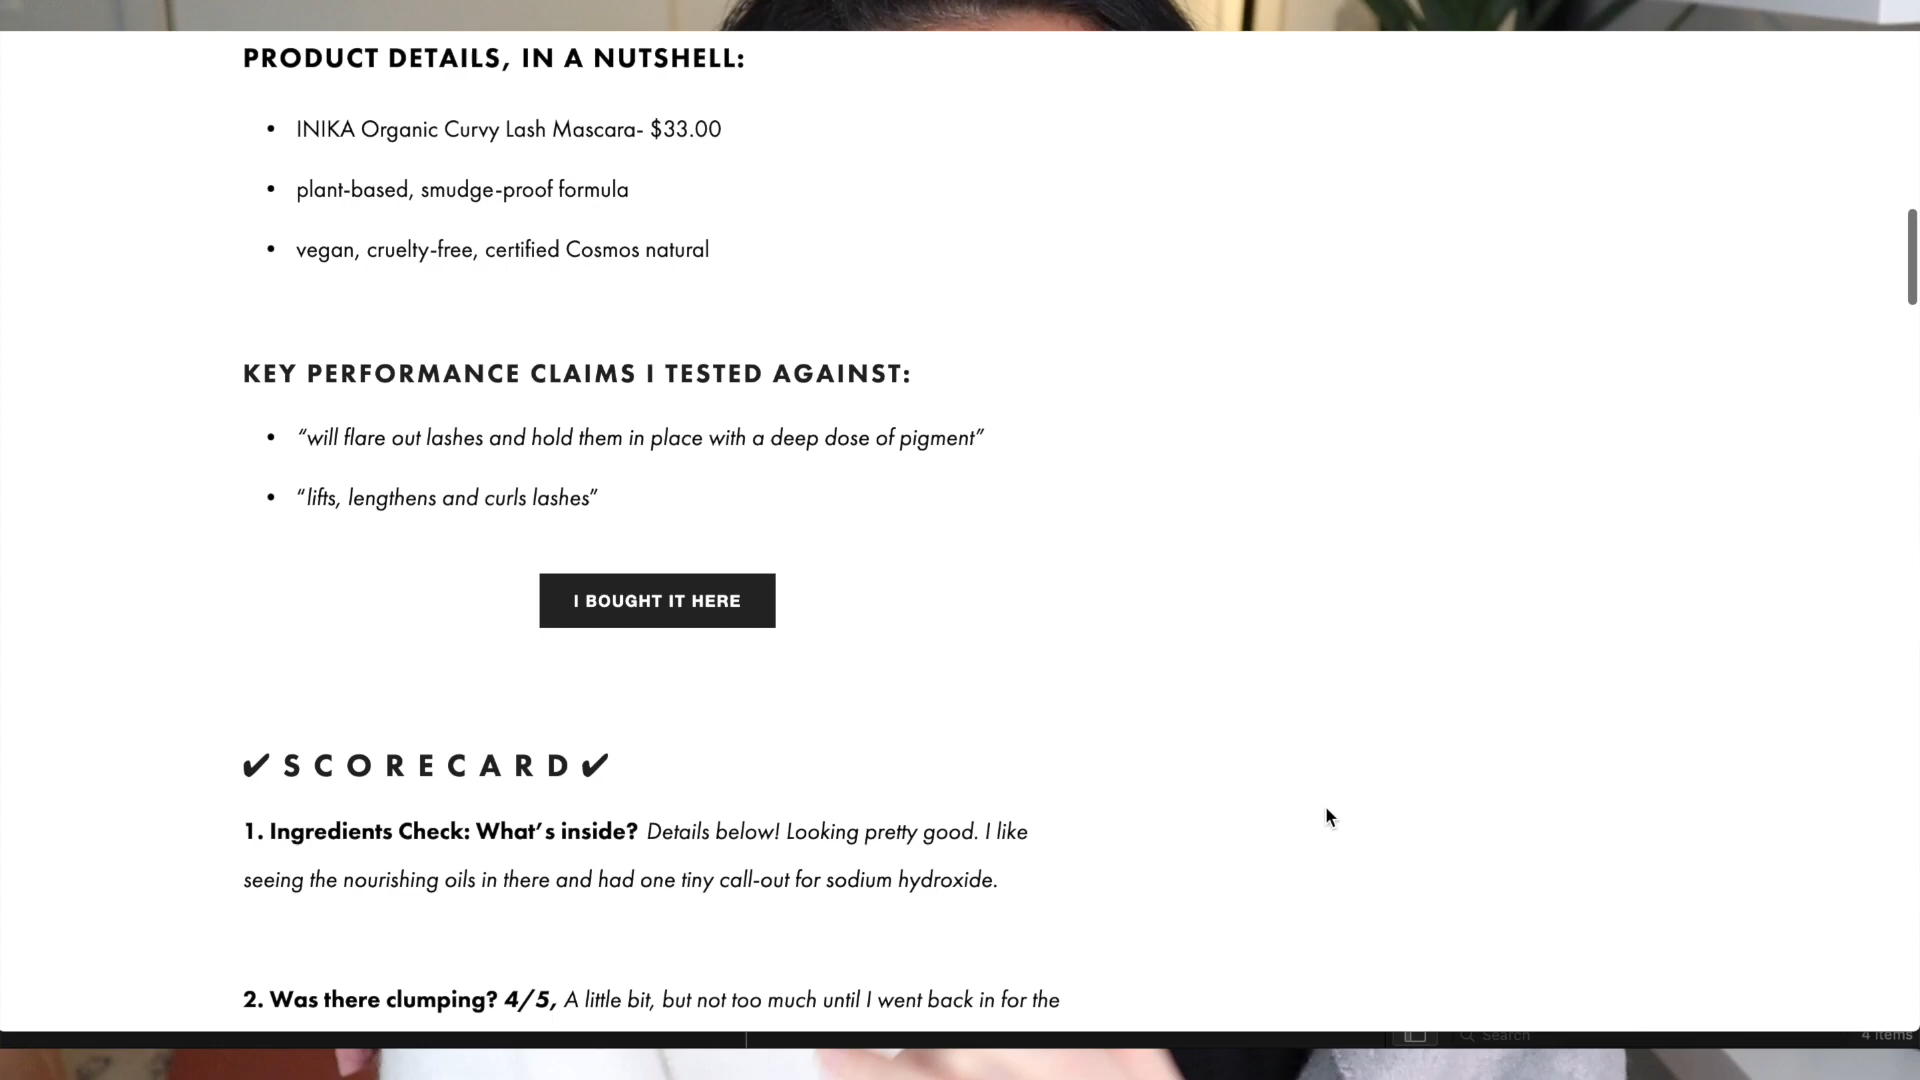 PRODUCT DETAILS, IN A NUTSHELL:
• INIKA Organic Curvy Lash Mascara- $33.00
• plant-based, smudge-proof formula
• vegan, cruelty-free, certified Cosmos natural
KEY PERFORMANCE CLAIMS I TESTED AGAINST:
• “will flare out lashes and hold them in place with a deep dose of pigment”
• “lifts, lengthens and curls lashes”
I BOUGHT IT HERE
✔ S C O R E C A R D ✔
1. Ingredients Check: What’s inside? Details below! Looking pretty good. I like
seeing the nourishing oils in there and had one tiny call-out for sodium hydroxide.
2. Was there clumping? 4/5, A little bit, but not too much until I went back in for the
Search
4 items